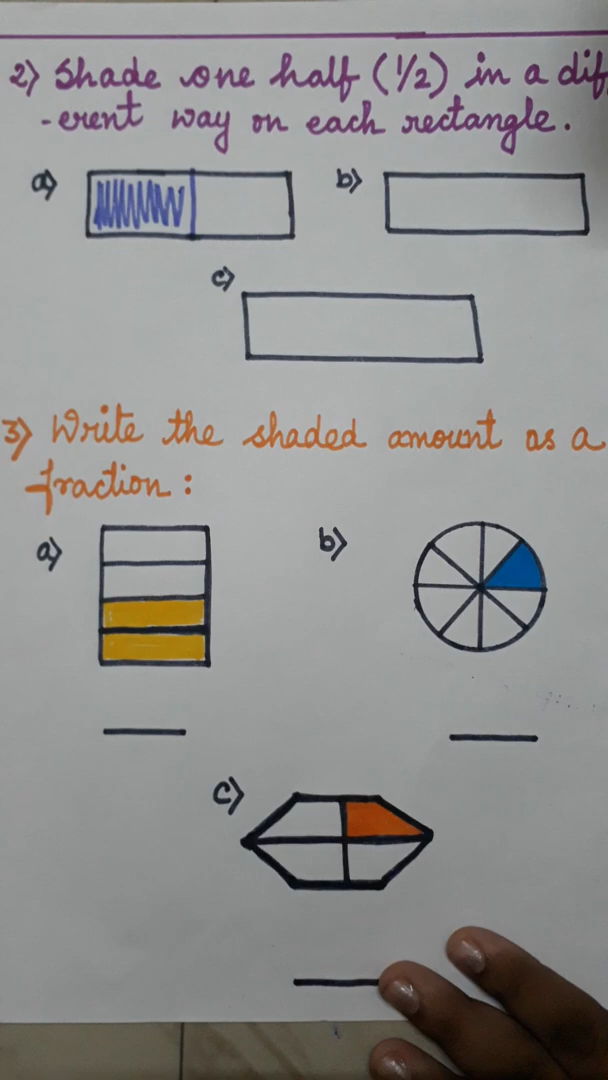 2) Shade one half (1/2) in a dif
-erent way on each rectangle.
a) b)
c)
3) Write the shaded amount as a
fraction:
a) b)
c)